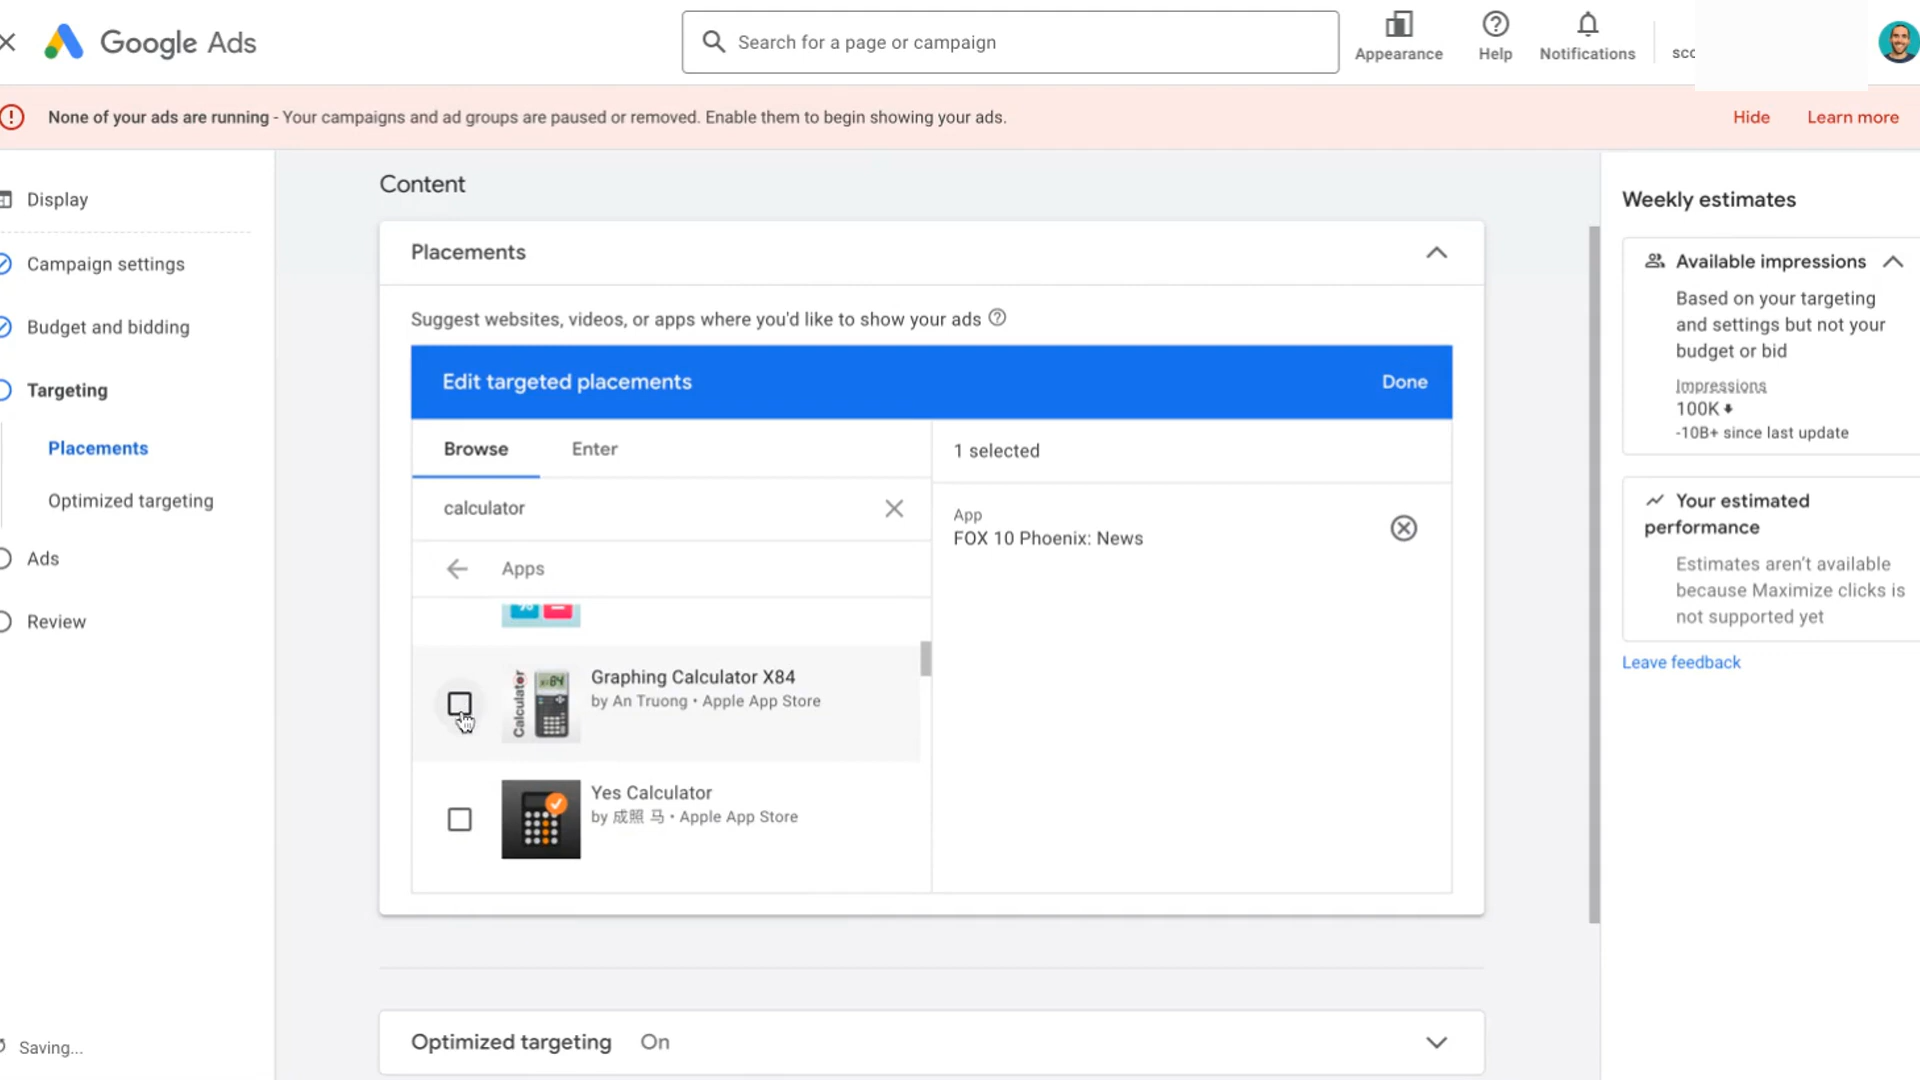 Google Ads
Search for a page or campaign
Appearance
Help
Notifications
None of your ads are running - Your campaigns and ad groups are paused or removed. Enable them to begin showing your ads.
Hide
Learn more
Display
Campaign settings
Budget and bidding
Targeting
Placements
Optimized targeting
Ads
Review
Saving...
Content
Placements
Suggest websites, videos, or apps where you'd like to show your ads
Edit targeted placements
Done
Browse
Enter
calculator
Apps
Calculator
x-84
Graphing Calculator X84
by An Truong • Apple App Store
Yes Calculator
by 成照 马 • Apple App Store
1 selected
App
FOX 10 Phoenix: News
Optimized targeting
On
Weekly estimates
Available impressions
Based on your targeting
and settings but not your
budget or bid
Impressions
100K
-10B+ since last update
Your estimated
performance
Estimates aren't available
because Maximize clicks is
not supported yet
Leave feedback